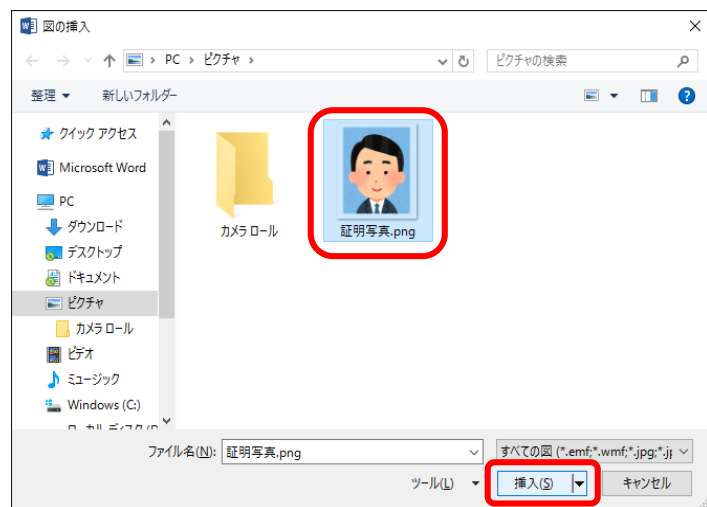 図の挿入
PC › ピクチャ ›
ピクチャの検索
整理
新しいフォルダー
クイック アクセス
Microsoft Word
PC
ダウンロード
デスクトップ
ドキュメント
ピクチャ
カメラ ロール
ビデオ
ミュージック
Windows (C:)
カメラ ロール
証明写真.png
ファイル名(N): 証明写真.png
すべての図 (*.emf;*.wmf;*.jpg;*.j
ツール(L)
挿入(S)
キャンセル